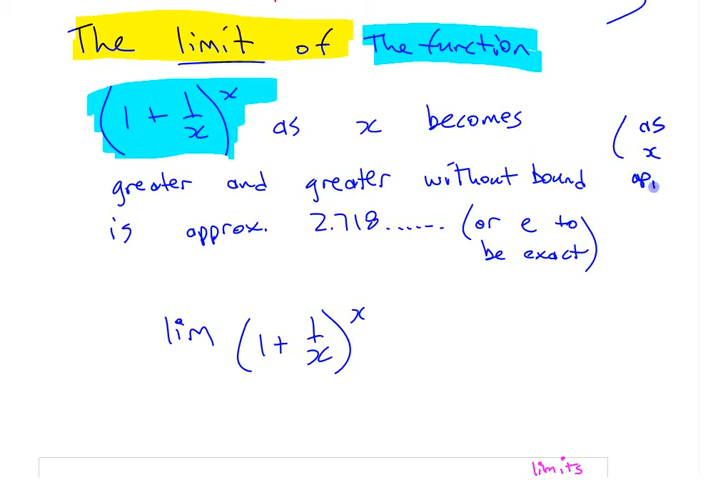 The limit of The function
(1 + 1/x)^x as x becomes
greater and greater without bound
is approx. 2.718...... (or e to
be exact)
(as
x
lim (1 + 1/x)^x
limits